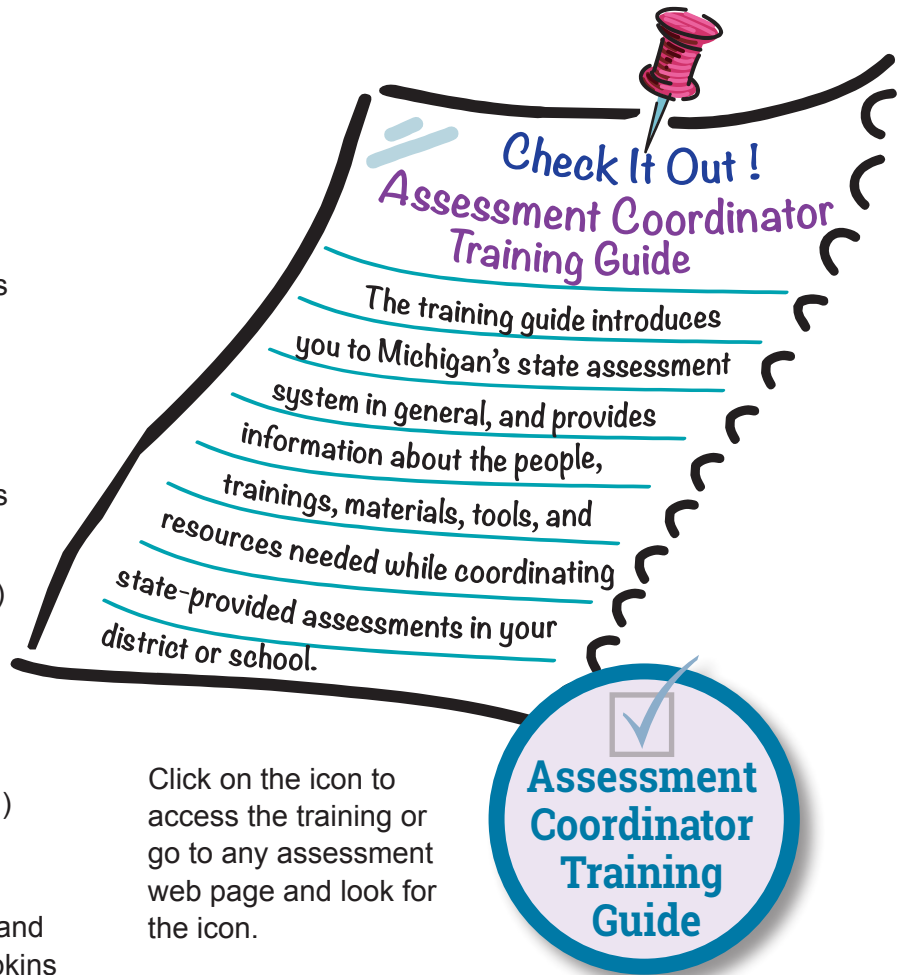 Check It Out !
Assessment Coordinator
Training Guide
The training guide introduces
you to Michigan's state assessment
system in general, and provides
information about the people,
trainings, materials, tools, and
resources needed while coordinating
state-provided assessments in your
district or school.
Click on the icon to
access the training or
go to any assessment
web page and look for
the icon.
Assessment
Coordinator
Training
Guide
s
s
)
)
and